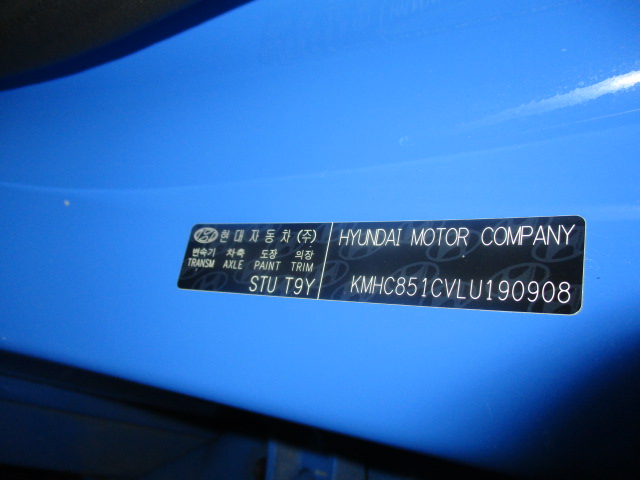 현대자동차(주)
변속기 차축 도장 의장
TRANSM AXLE PAINT TRIM
STU T9Y
HYUNDAI MOTOR COMPANY
KMHC851CVLU190908